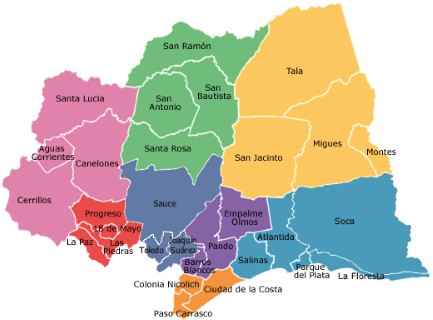 San Ramón
Tala
San
Bautista
Santa Lucia
San
Antonio
Santa Rosa
Migues
Aguas
Corrientes
Canelones
San Jacinto
Montes
Cerrillos
Sauce
Progreso
Empalme
Olmos
Soca
18 de Mayo
La Paz
Las
Piedras
Toledo
Joaquín
Suárez
Pando
Atlantida
Barros
Blancos
Salinas
Parque
del Plata
La Floresta
Colonia Nicolich
Ciudad de la Costa
Paso Carrasco